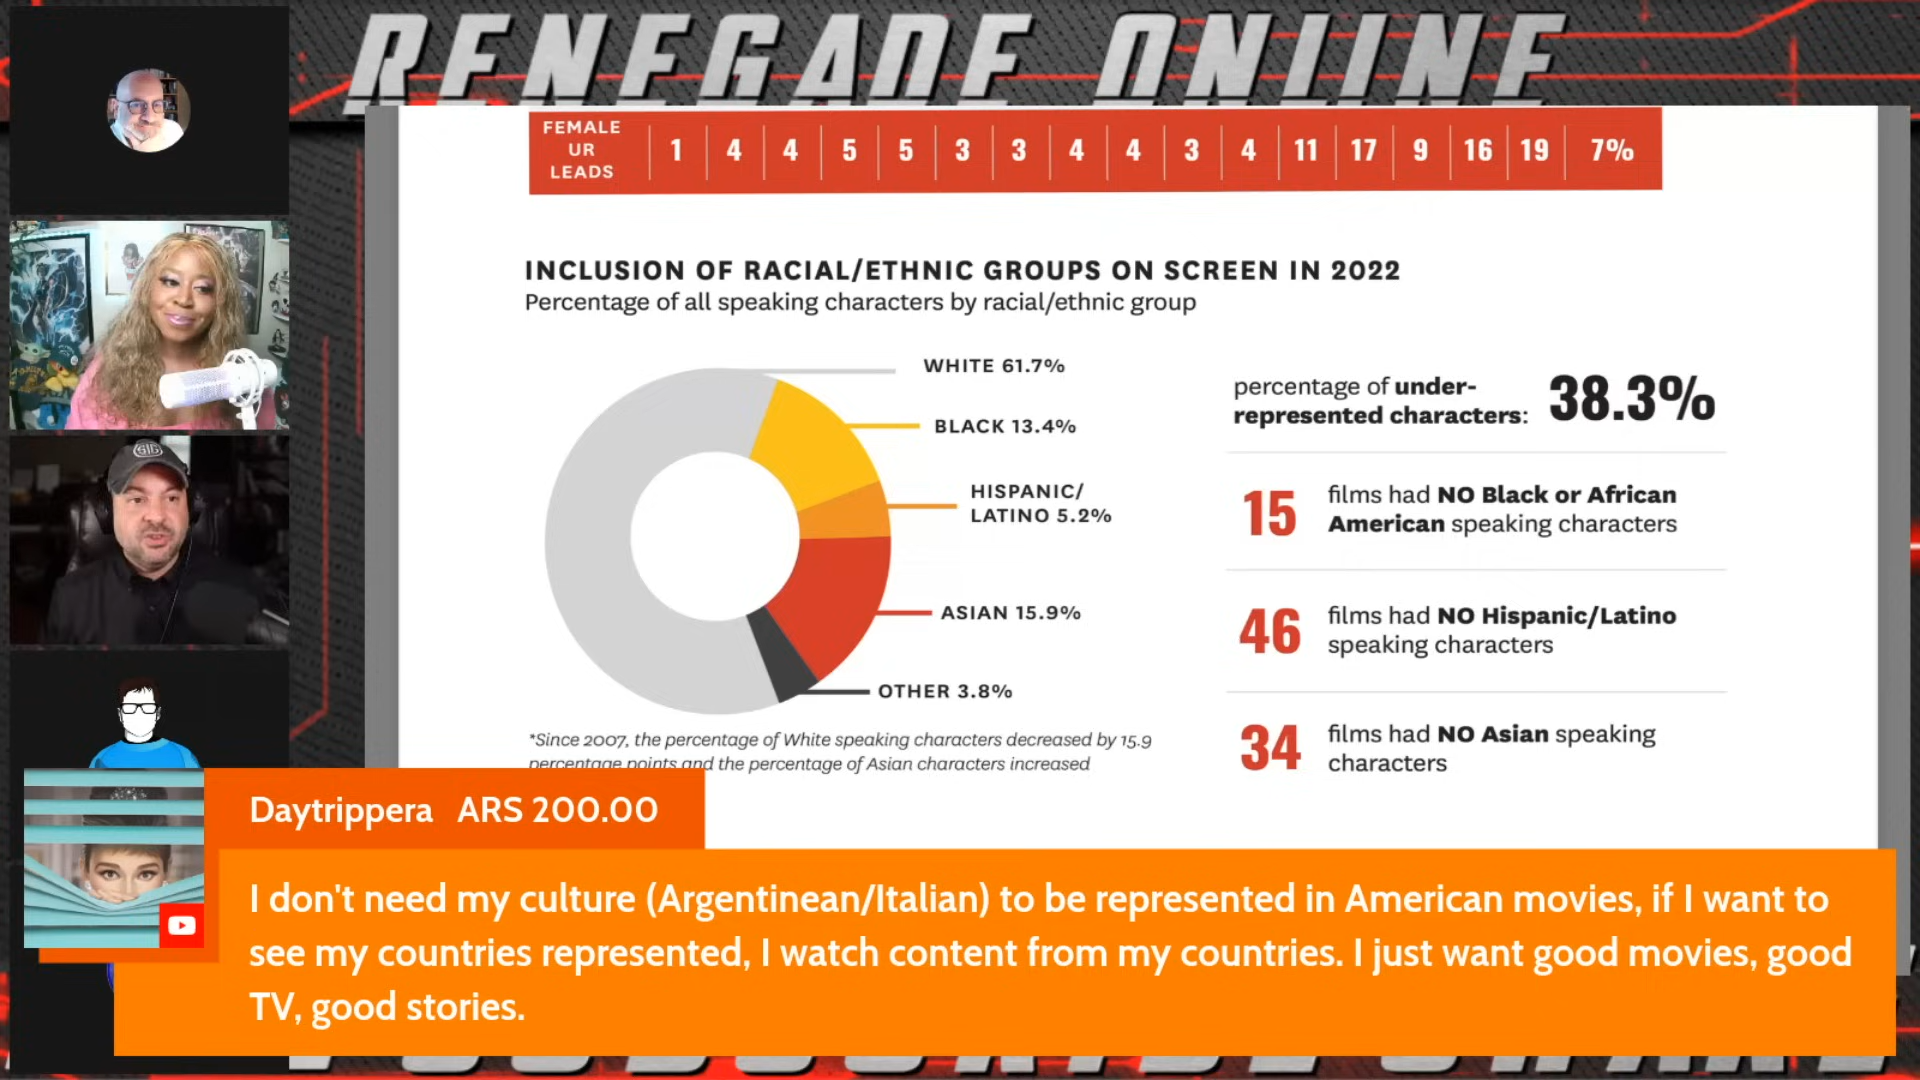 RENEGADE ONLINE
FEMALE
UR
LEADS
1 4 4 5 5 3 3 4 4 3 4 11 17 9 16 19 7%
INCLUSION OF RACIAL/ETHNIC GROUPS ON SCREEN IN 2022
Percentage of all speaking characters by racial/ethnic group
WHITE 61.7%
BLACK 13.4%
HISPANIC/
LATINO 5.2%
ASIAN 15.9%
OTHER 3.8%
percentage of under-
represented characters: 38.3%
15 films had NO Black or African
American speaking characters
46 films had NO Hispanic/Latino
speaking characters
34 films had NO Asian speaking
characters
*Since 2007, the percentage of White speaking characters decreased by 15.9
percentage points and the percentage of Asian characters increased
Daytrippera ARS 200.00
I don't need my culture (Argentinean/Italian) to be represented in American movies, if I want to
see my countries represented, I watch content from my countries. I just want good movies, good
TV, good stories.